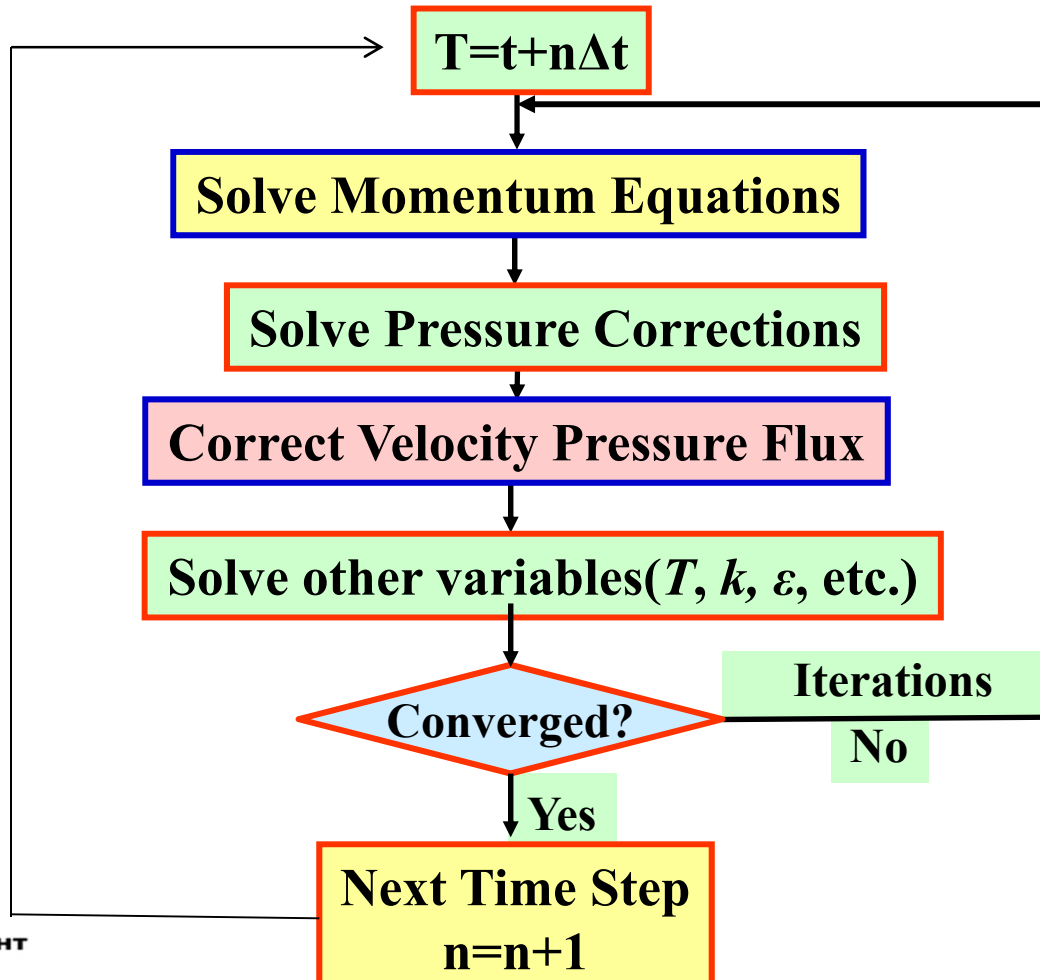 T=t+nΔt
Solve Momentum Equations
Solve Pressure Corrections
Correct Velocity Pressure Flux
Solve other variables(T, k, ε, etc.)
Converged?
Iterations
No
Yes
Next Time Step
n=n+1